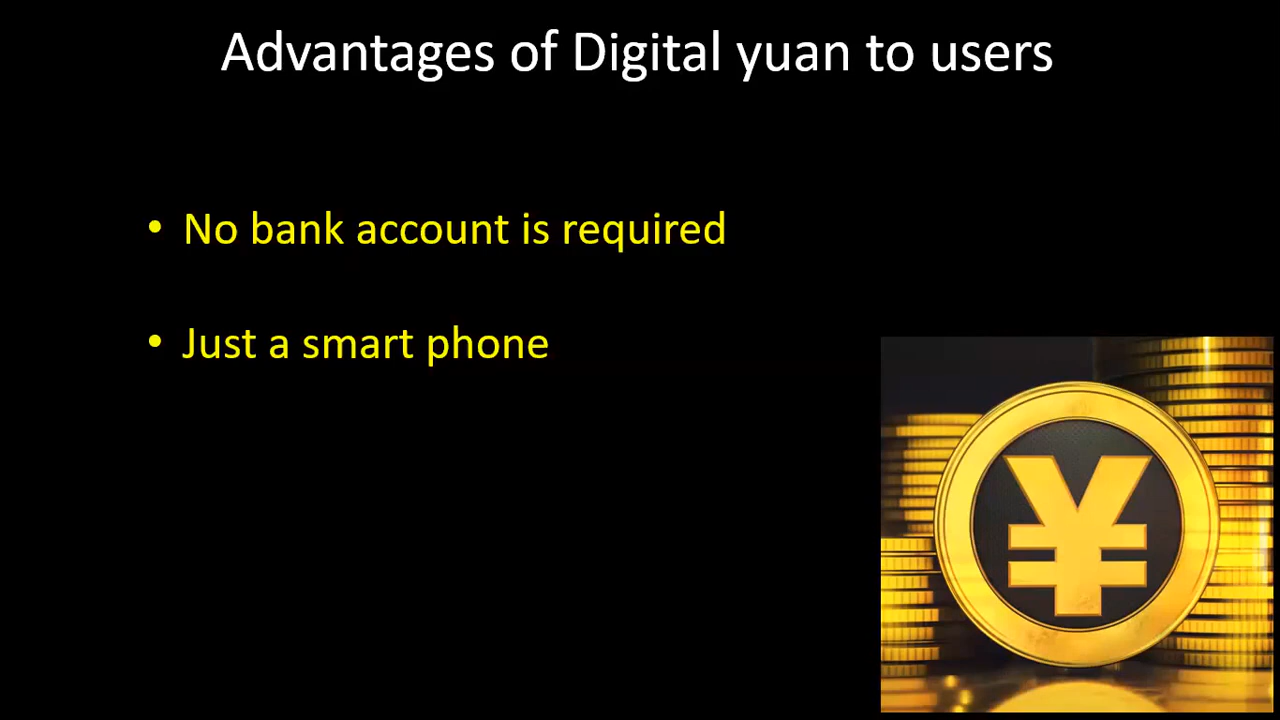 Advantages of Digital yuan to users
• No bank account is required
• Just a smart phone
¥